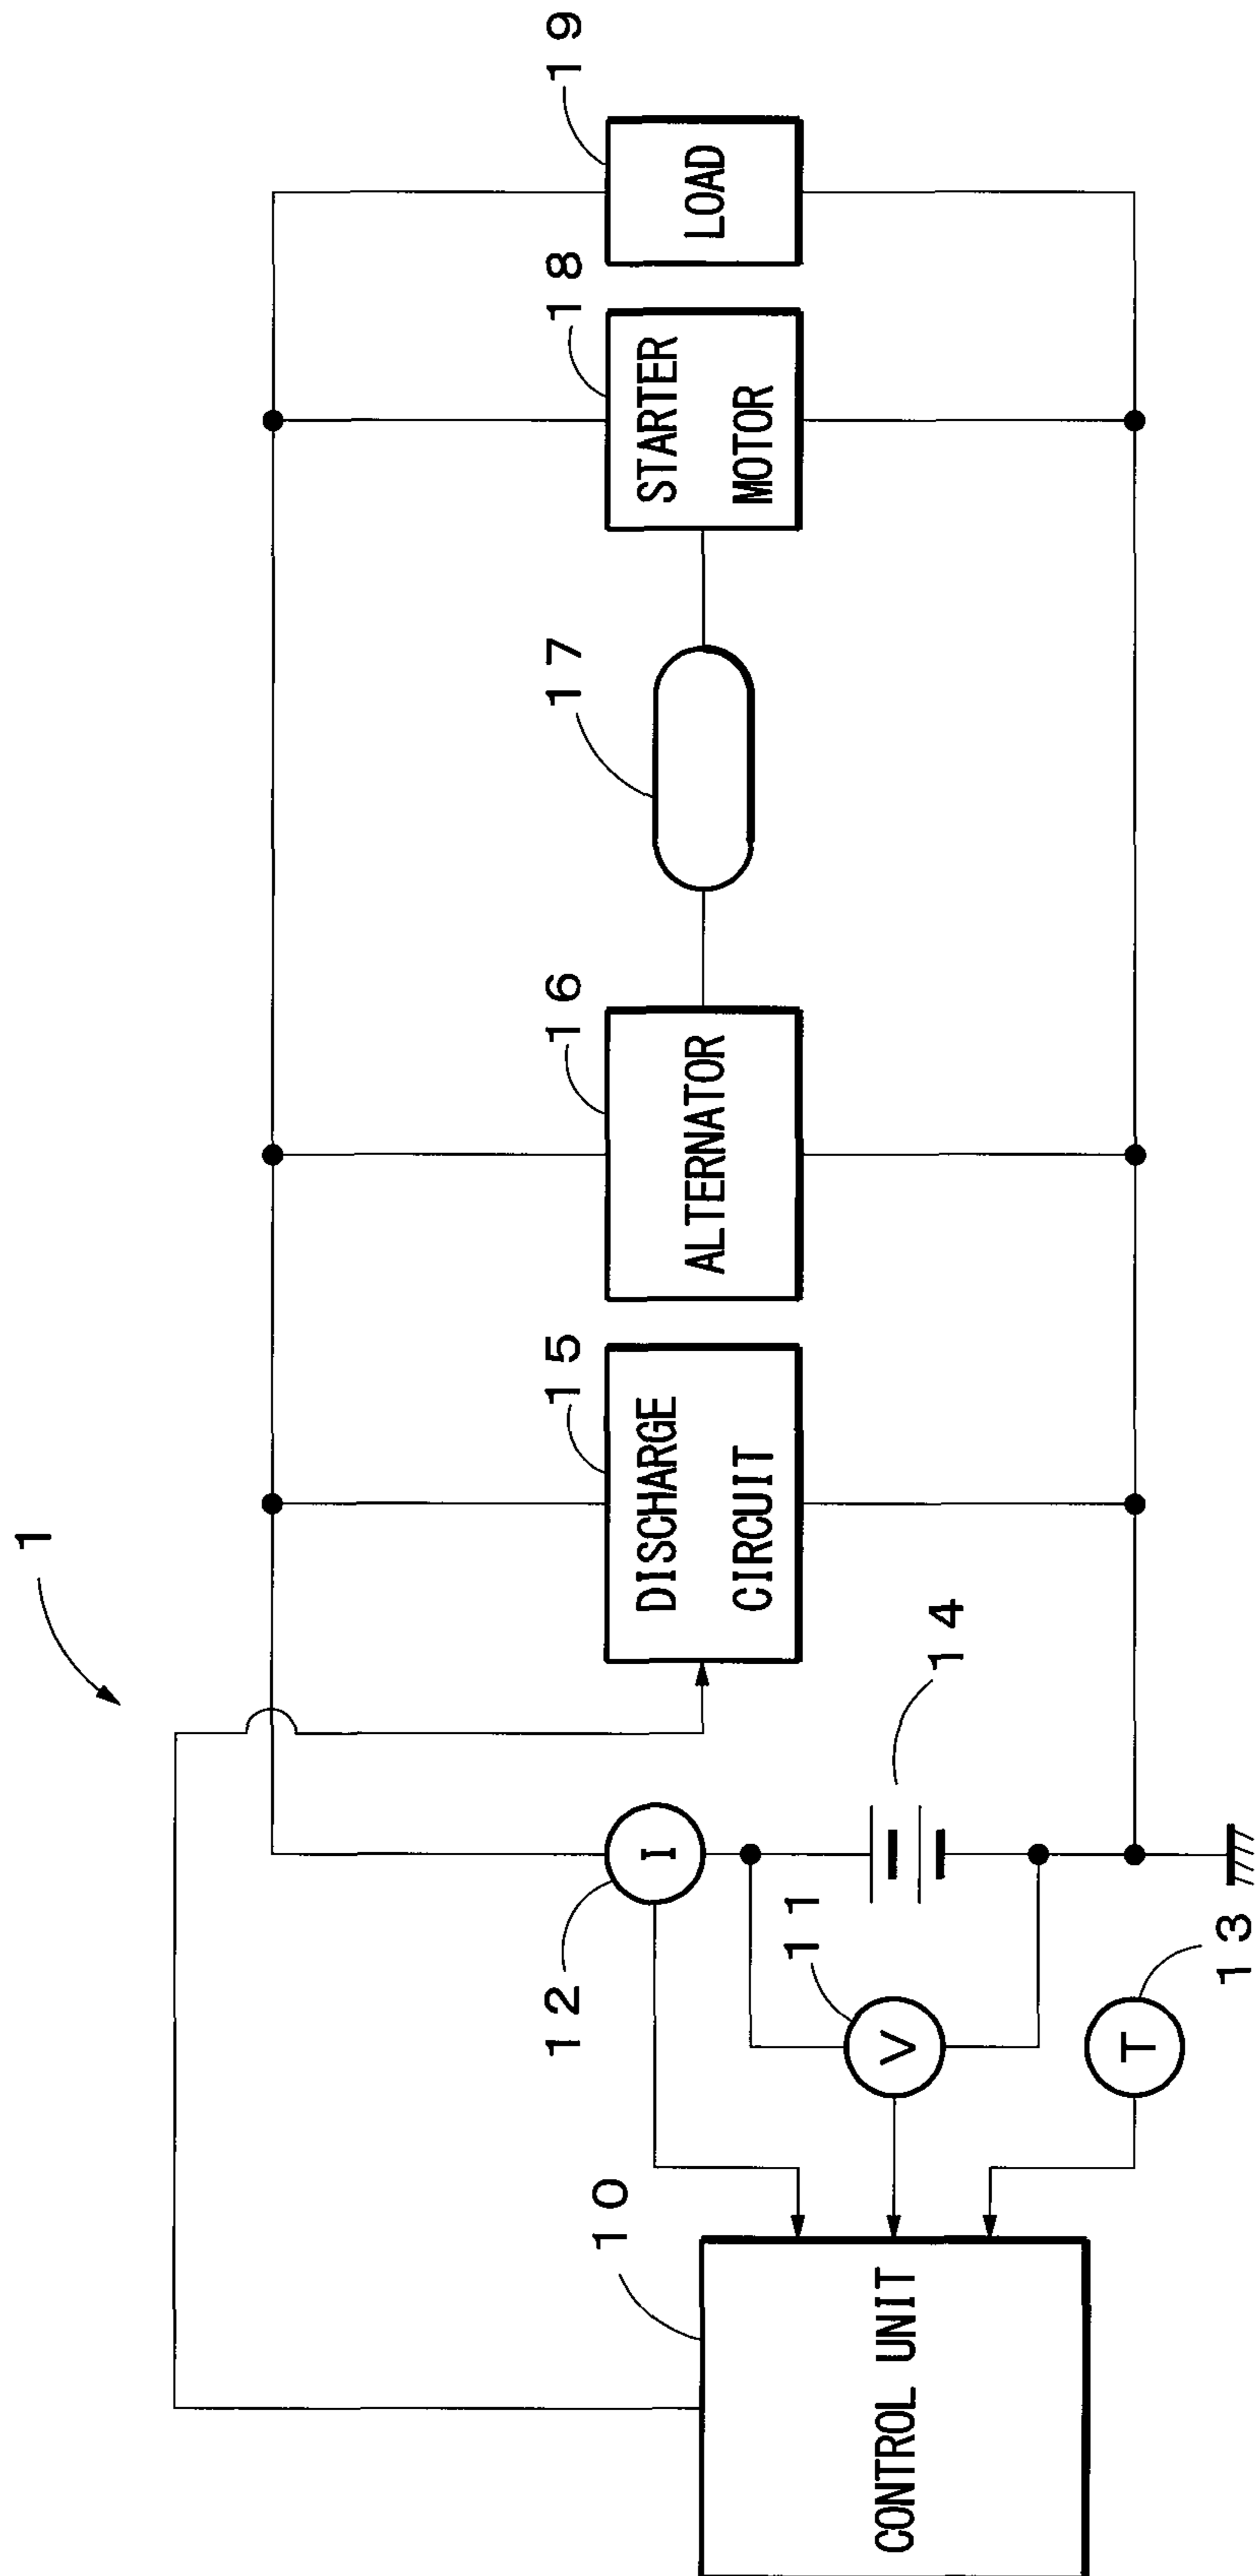 1
10
CONTROL UNIT
11
V
12
I
13
T
14
15
DISCHARGE
CIRCUIT
16
ALTERNATOR
17
18
STARTER
MOTOR
19
LOAD